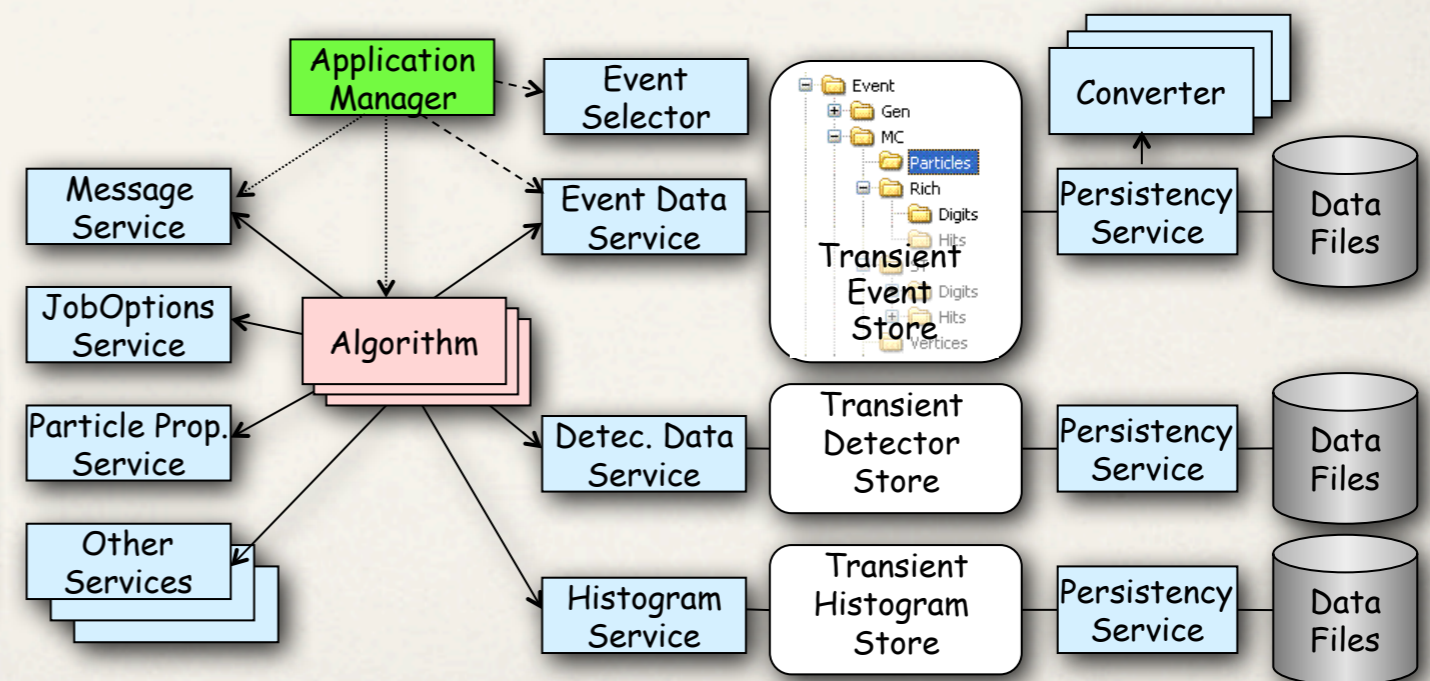 Application
Manager
Event
Selector
Event
Gen
MC
Particles
Rich
Digits
Hits
Digits
Hits
Vertices
Transient
Event
Store
Converter
Message
Service
Event Data
Service
Persistency
Service
Data
Files
JobOptions
Service
Algorithm
Particle Prop.
Service
Detec. Data
Service
Transient
Detector
Store
Persistency
Service
Data
Files
Other
Services
Histogram
Service
Transient
Histogram
Store
Persistency
Service
Data
Files